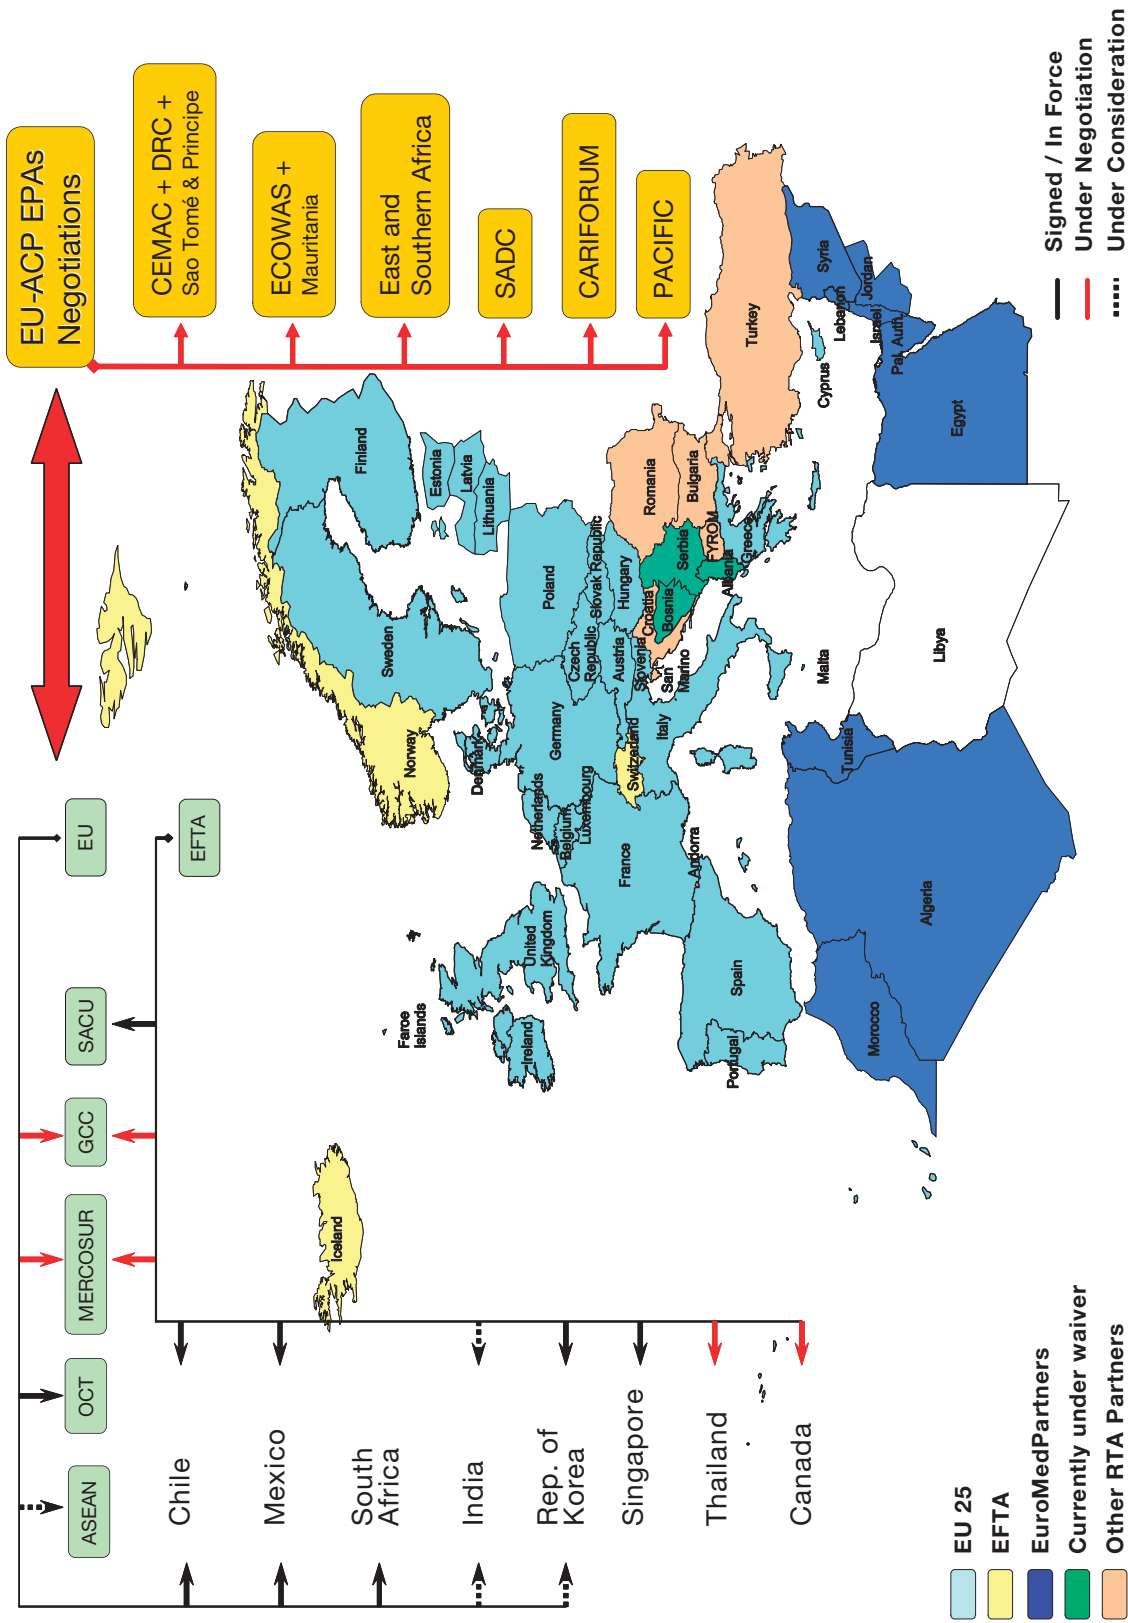 EU-ACP EPAs
Negotiations
CEMAC + DRC +
Sao Tomé & Principe
ECOWAS +
Mauritania
East and
Southern Africa
SADC
CARIFORUM
PACIFIC
ASEAN
OCT
MERCOSUR
GCC
SACU
EU
EFTA
Chile
Mexico
South
Africa
India
Rep. of
Korea
Singapore
Thailand
Canada
Iceland
Faroe
Islands
Norway
Sweden
Finland
Estonia
Latvia
Lithuania
Denmark
Ireland
United
Kingdom
Netherlands
Belgium
Luxembourg
Germany
Poland
Czech
Republic
Slovak Republic
France
Switzerland
Austria
Hungary
Slovenia
Croatia
Bosnia
Serbia
Romania
Bulgaria
FYROM
Albania
Greece
Italy
San
Marino
Andorra
Spain
Portugal
Malta
Turkey
Cyprus
Syria
Lebanon
Jordan
Israel
Pal. Auth.
Egypt
Libya
Tunisia
Algeria
Morocco
EU 25
EFTA
EuroMedPartners
Currently under waiver
Other RTA Partners
Signed / In Force
Under Negotiation
Under Consideration